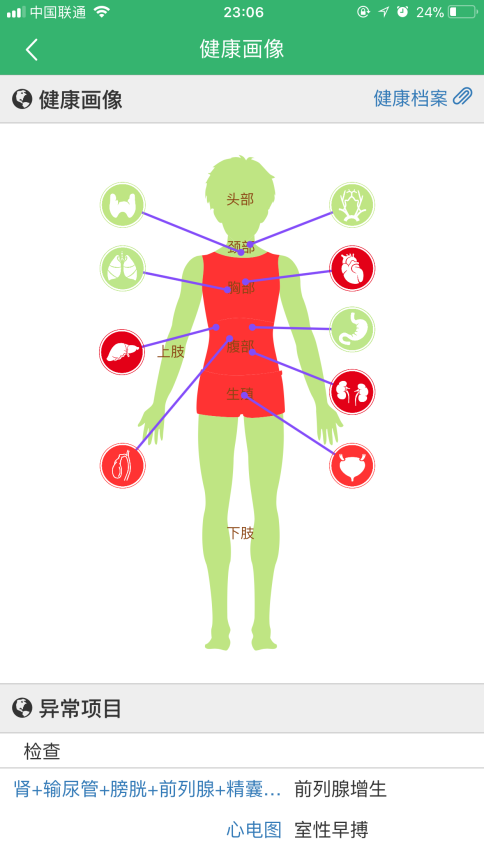 中国联通 23:06 24%
健康画像
健康画像 健康档案
头部
颈部
胸部
腹部
上肢
生殖
下肢
异常项目
检查
肾+输尿管+膀胱+前列腺+精囊... 前列腺增生
心电图 室性早搏